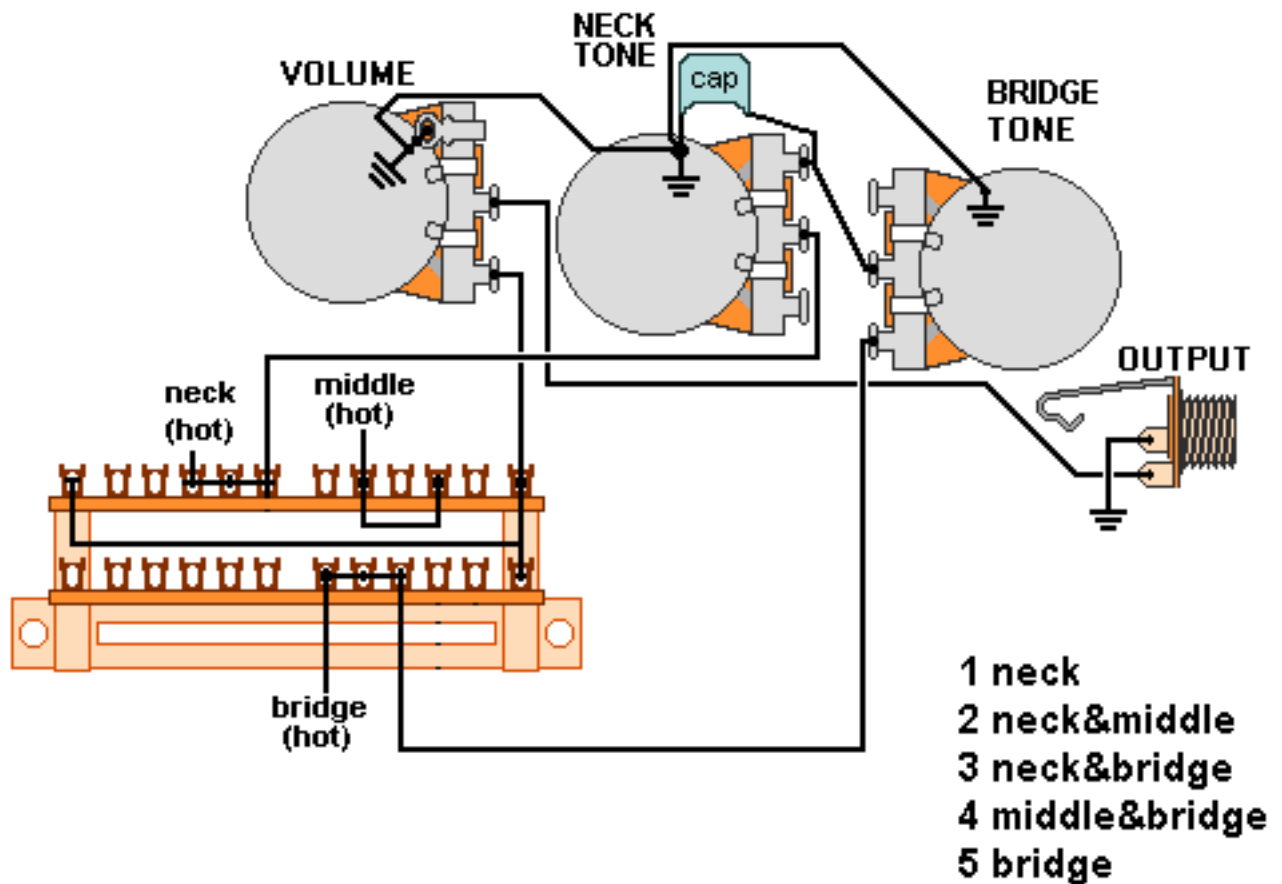 NECK
TONE
VOLUME
cap
BRIDGE
TONE
OUTPUT
neck
(hot)
middle
(hot)
bridge
(hot)
1 neck
2 neck&middle
3 neck&bridge
4 middle&bridge
5 bridge